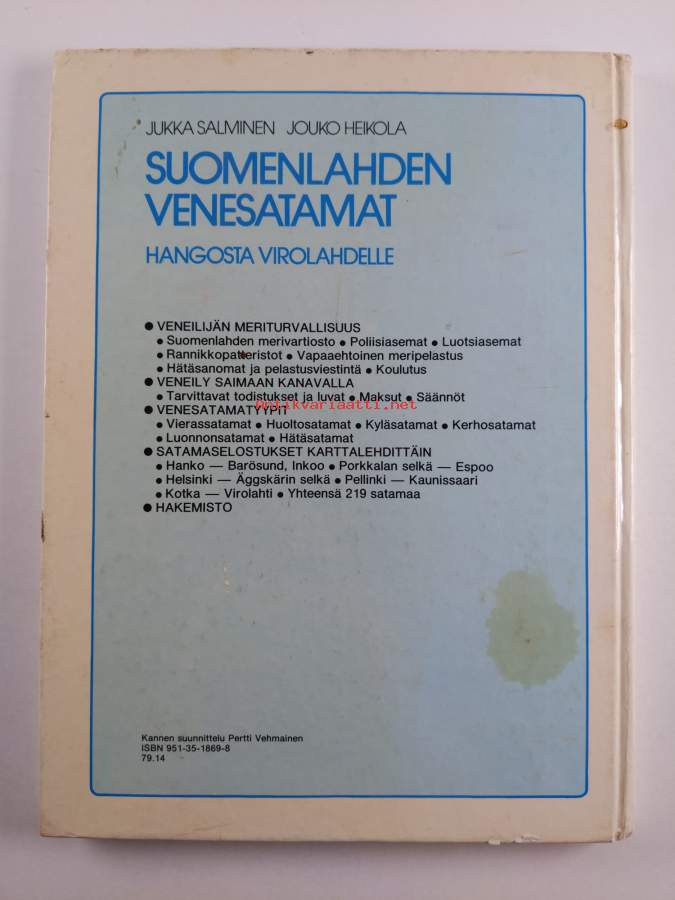 JUKKA SALMINEN JOUKO HEIKOLA
SUOMENLAHDEN
VENESATAMAT
HANGOSTA VIROLAHDELLE
● VENEILIJÄN MERITURVALLISUUS
● Suomenlahden merivartiosto ● Poliisiasemat ● Luotsiasemat
● Rannikkopatteristot ● Vapaaehtoinen meripelastus
● Hätäsanomat ja pelastusviestintä ● Koulutus
● VENEILY SAIMAAN KANAVALLA
● Tarvittavat todistukset ja luvat ● Maksut ● Säännöt
Antikvariaatti.net
● VENESATAMATYYPIT
● Vierassatamat ● Huoltosatamat ● Kyläsatamat ● Kerhosatamat
● Luonnonsatamat ● Hätäsatamat
● SATAMASELOSTUKSET KARTTALEHDITTÄIN
● Hanko — Barösund, Inkoo ● Porkkalan selkä — Espoo
● Helsinki — Äggskärin selkä ● Pellinki — Kaunissaari
● Kotka — Virolahti ● Yhteensä 219 satamaa
● HAKEMISTO
Kannen suunnittelu Pertti Vehmainen
ISBN 951-35-1869-8
79.14